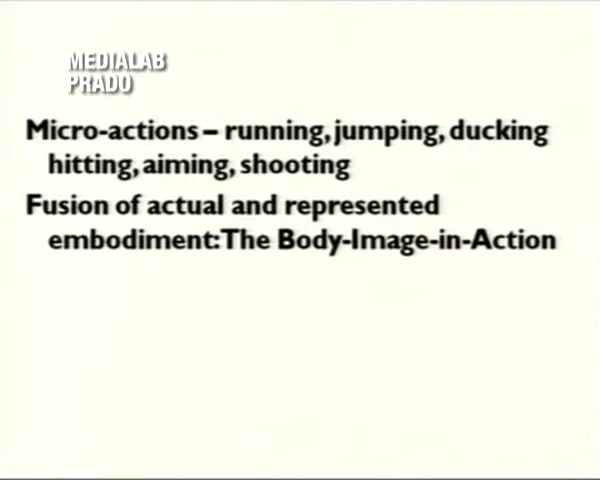 MEDIALAB
PRADO
Micro-actions – running, jumping, ducking
hitting, aiming, shooting
Fusion of actual and represented
embodiment: The Body-Image-in-Action